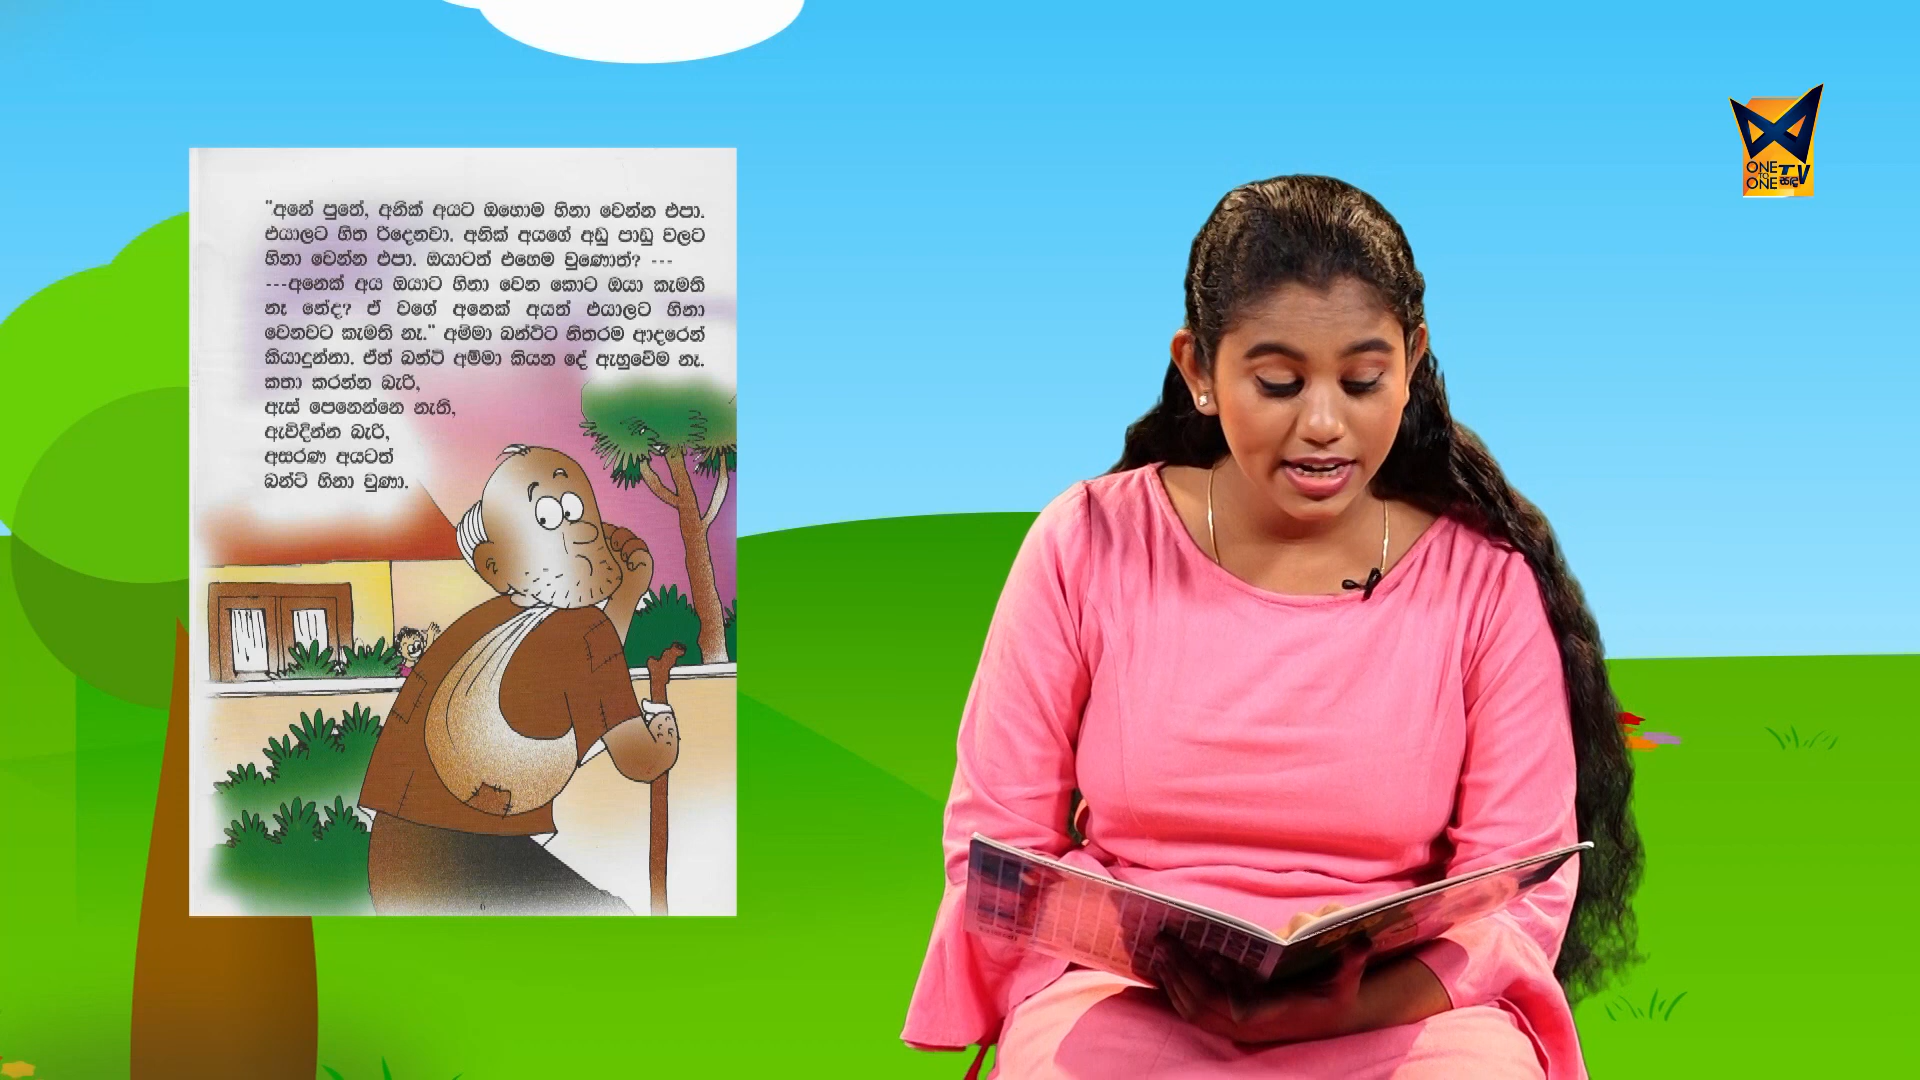 "අනේ පුතේ, අනික් අයට ඔහොම හිනා වෙන්න එපා.
එයාලට හිත රිදෙනවා. අනික් අයගේ අඩු පාඩු වලට
හිනා වෙන්න එපා. ඔයාටත් එහෙම වුණොත්? ---
---අනෙක් අය ඔයාට හිනා වෙන කොට ඔයා කැමති
නෑ නේද? ඒ වගේ අනෙක් අයත් එයාලට හිනා
වෙනවට කැමති නෑ." අම්මා බන්ටිට නිතරම ආදරෙන්
කියාදුන්නා. ඒත් බන්ටි අම්මා කියන දේ ඇහුවේම නෑ.
කතා කරන්න බැරි,
ඇස් පෙනෙන්නෙ නැති,
ඇවිදින්න බැරි,
අසරණ අයටත්
බන්ටි හිනා වුණා.
6
ONE
TO
ONE
TV
සඳ